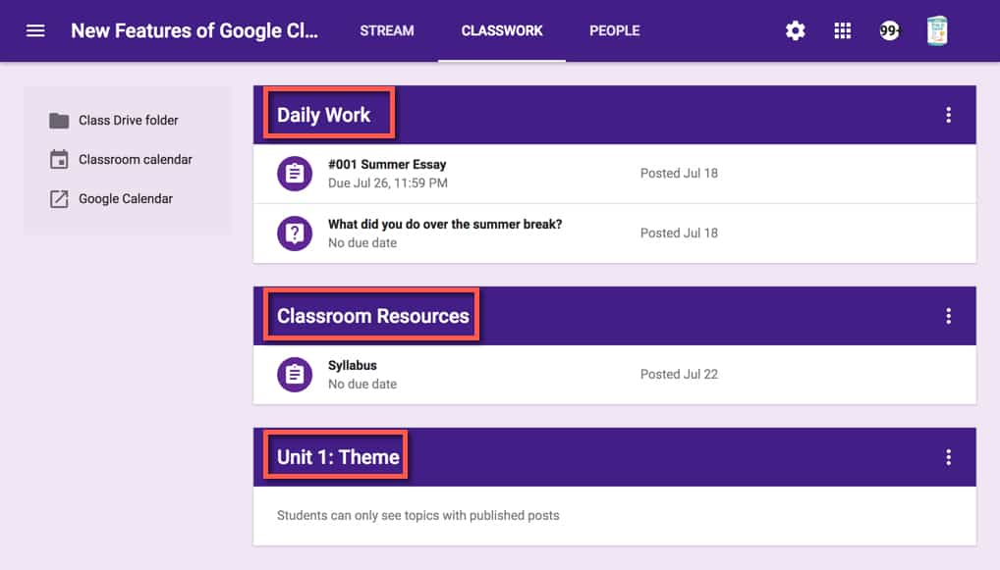 New Features of Google Cl...
STREAM
CLASSWORK
PEOPLE
99+
Class Drive folder
Classroom calendar
Google Calendar
Daily Work
#001 Summer Essay
Due Jul 26, 11:59 PM
Posted Jul 18
What did you do over the summer break?
No due date
Posted Jul 18
Classroom Resources
Syllabus
No due date
Posted Jul 22
Unit 1: Theme
Students can only see topics with published posts